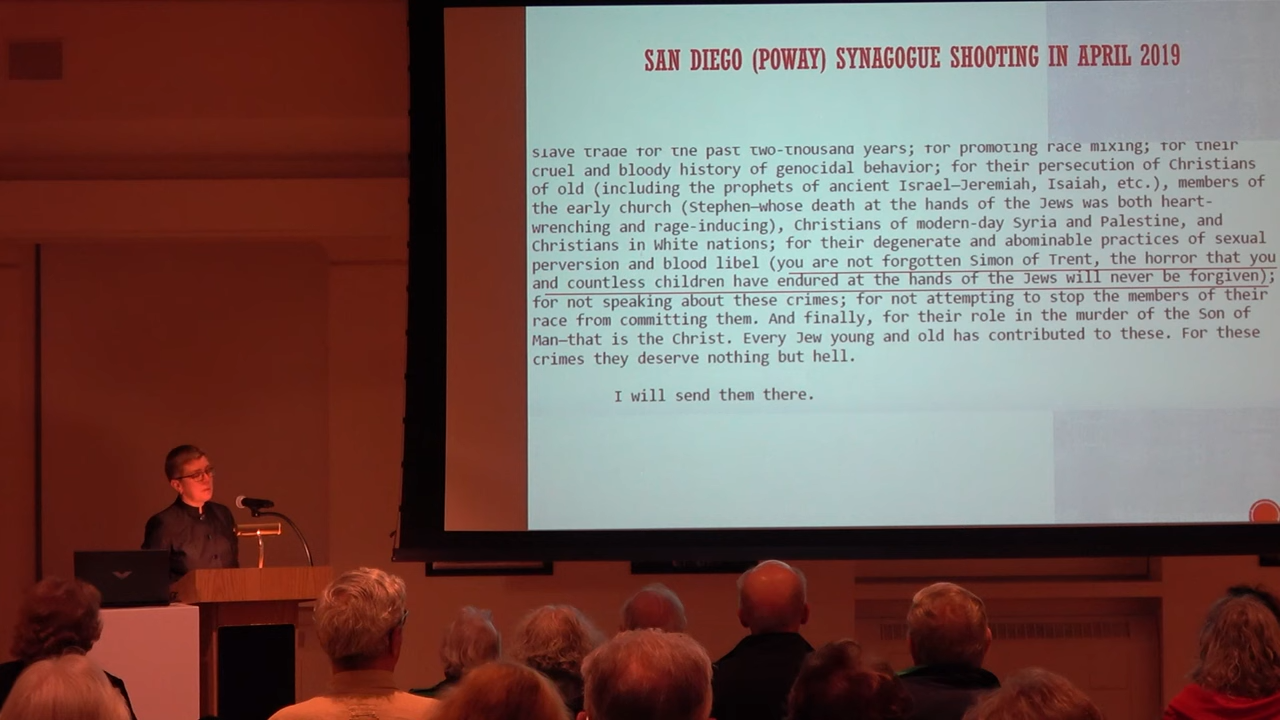 SAN DIEGO (POWAY) SYNAGOGUE SHOOTING IN APRIL 2019
slave trade for the past two-thousand years; for promoting race mixing; for their
cruel and bloody history of genocidal behavior; for their persecution of Christians
of old (including the prophets of ancient Israel—Jeremiah, Isaiah, etc.), members of
the early church (Stephen—whose death at the hands of the Jews was both heart-
wrenching and rage-inducing), Christians of modern-day Syria and Palestine, and
Christians in White nations; for their degenerate and abominable practices of sexual
perversion and blood libel (you are not forgotten Simon of Trent, the horror that you
and countless children have endured at the hands of the Jews will never be forgiven);
for not speaking about these crimes; for not attempting to stop the members of their
race from committing them. And finally, for their role in the murder of the Son of
Man—that is the Christ. Every Jew young and old has contributed to these. For these
crimes they deserve nothing but hell.
I will send them there.